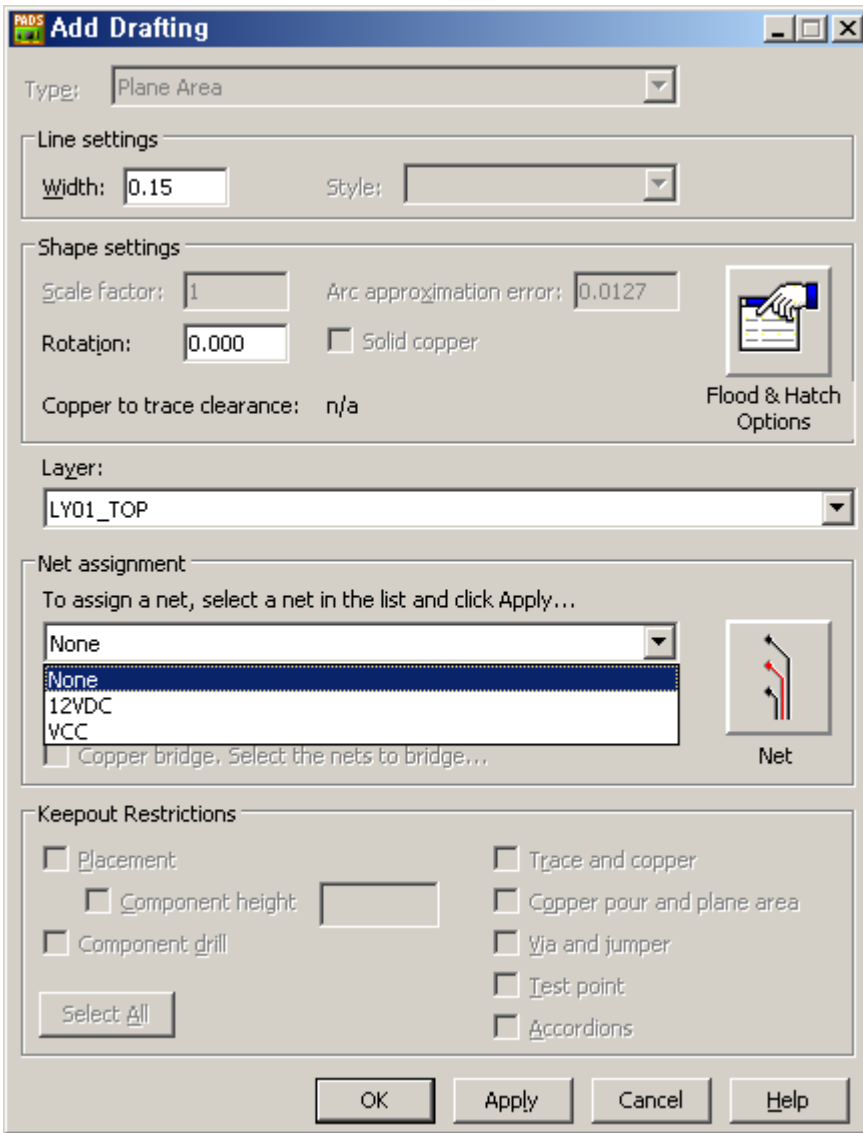 PADS Add Drafting
Type: Plane Area
Line settings
Width: 0.15 Style:
Shape settings
Scale factor: 1 Arc approximation error: 0.0127
Rotation: 0.000 Solid copper
Copper to trace clearance: n/a
Flood & Hatch
Options
Layer:
LY01_TOP
Net assignment
To assign a net, select a net in the list and click Apply...
None
None
12VDC
VCC
Copper bridge. Select the nets to bridge...
Net
Keepout Restrictions
Placement Trace and copper
Component height Copper pour and plane area
Component drill Via and jumper
Test point
Select All Accordions
OK Apply Cancel Help